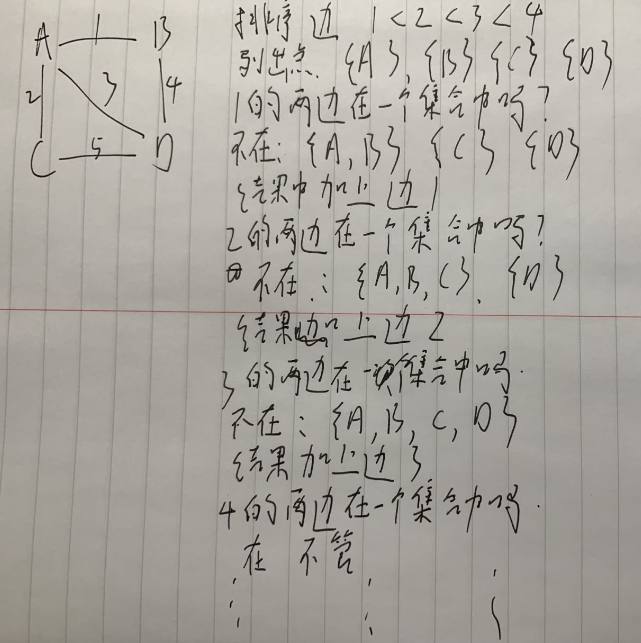 A 1 B
2 3 4
C 5 D
排序边 1<2<3<4
列出点. {A}, {B} {C} {D}
1的两边在一个集合中吗?
不在: {A,B} {C} {D}
结果中加上边1
2的两边在一个集合中吗?
不在: {A,B,C}, {D}
结果加上边2
3的两边在一个集合中吗.
不在: {A,B,C,D}
结果加上边3
4的两边在一个集合中吗.
在 不管.